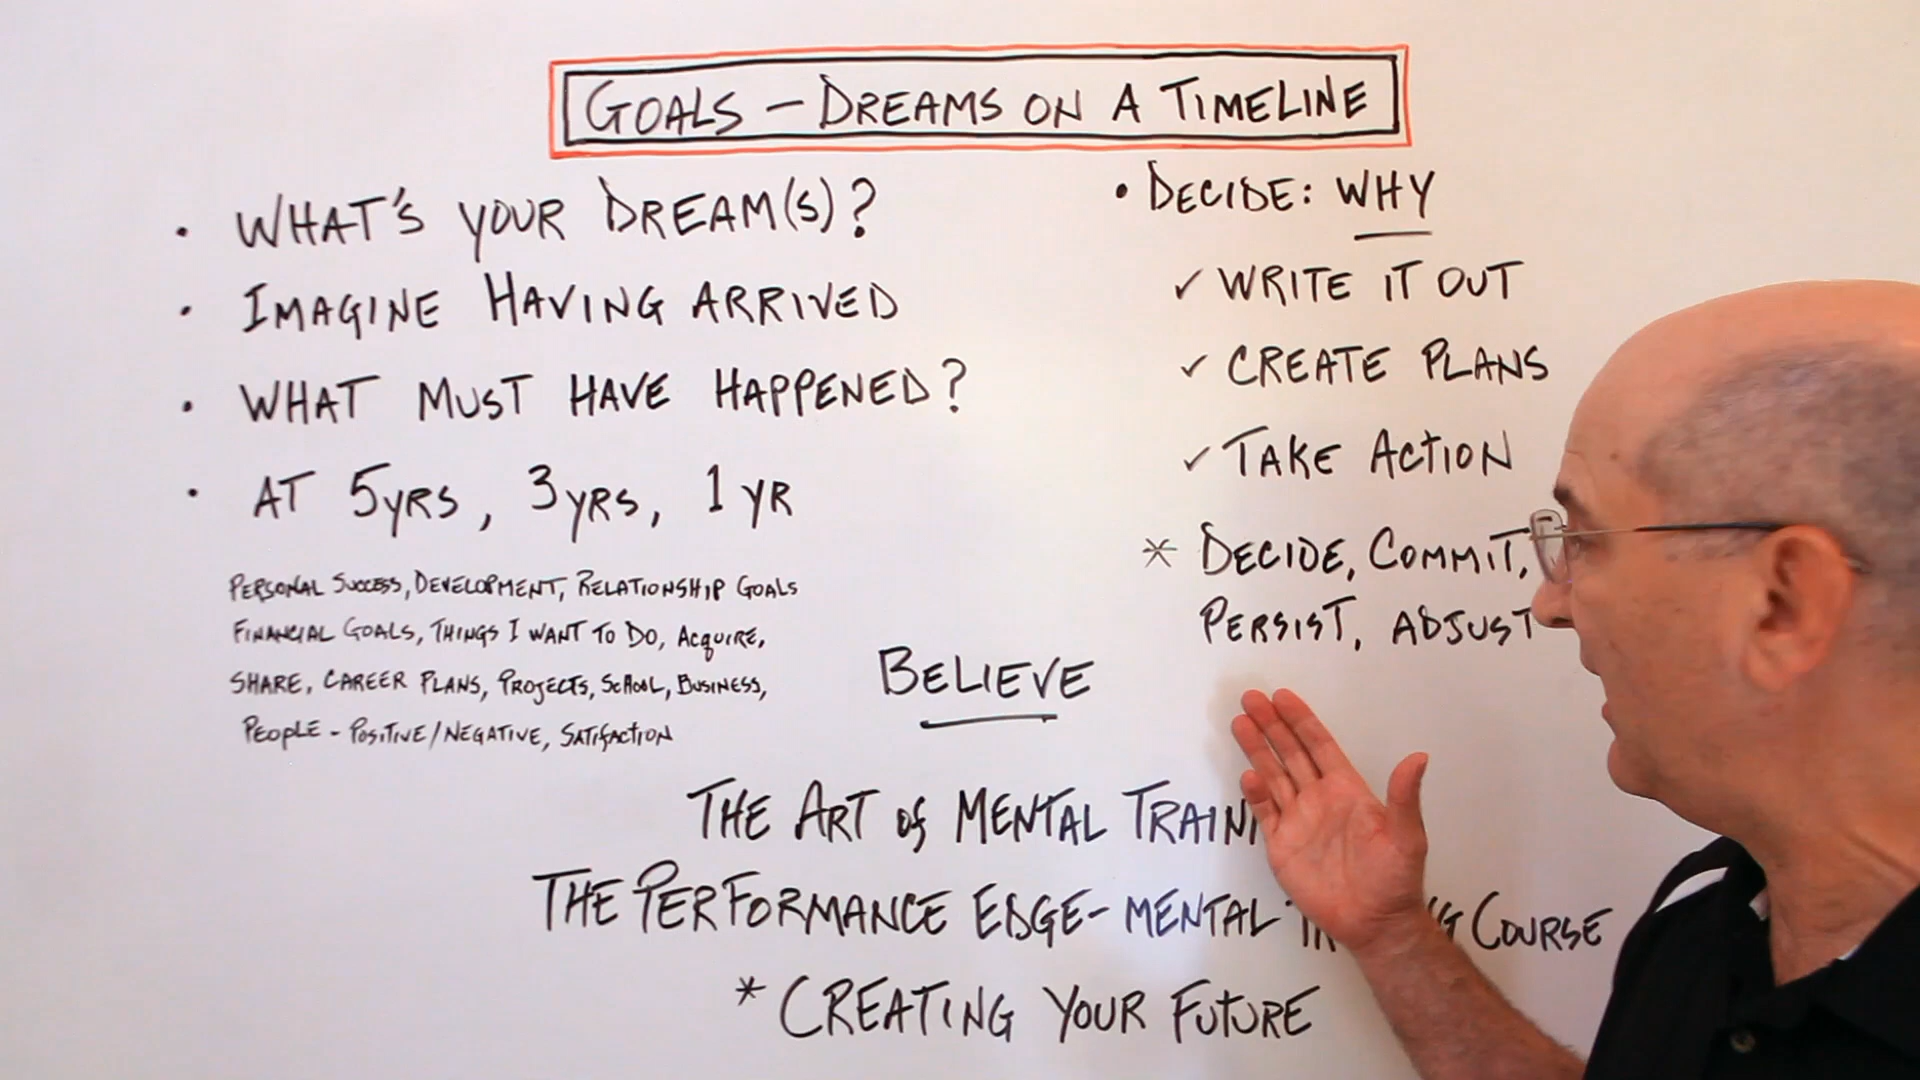 GOALS – DREAMS ON A TIMELINE
• WHAT'S YOUR DREAM(S)?
• IMAGINE HAVING ARRIVED
• WHAT MUST HAVE HAPPENED?
• AT 5YRS, 3YRS, 1 YR
PERSONAL SUCCESS, DEVELOPMENT, RELATIONSHIP GOALS
FINANCIAL GOALS, THINGS I WANT TO DO, ACQUIRE,
SHARE, CAREER PLANS, PROJECTS, SCHOOL, BUSINESS,
PEOPLE - POSITIVE/NEGATIVE, SATIFACTION
• DECIDE: WHY
✓ WRITE IT OUT
✓ CREATE PLANS
✓ TAKE ACTION
* DECIDE, COMMIT,
PERSIST, ADJUST
BELIEVE
THE ART of MENTAL TRAIN
THE PERFORMANCE EDGE - MENTAL COURSE
* CREATING YOUR FUTURE